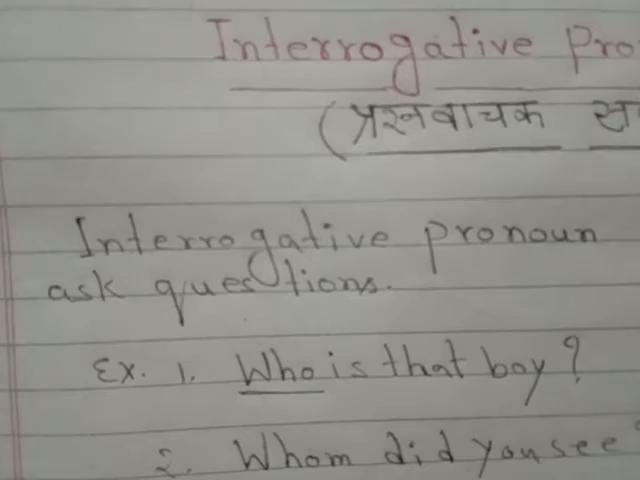 Interrogative Pro
(प्रश्नवाचक स
Interrogative pronoun
ask questions.
Ex. 1. Who is that boy?
2. Whom did you see?